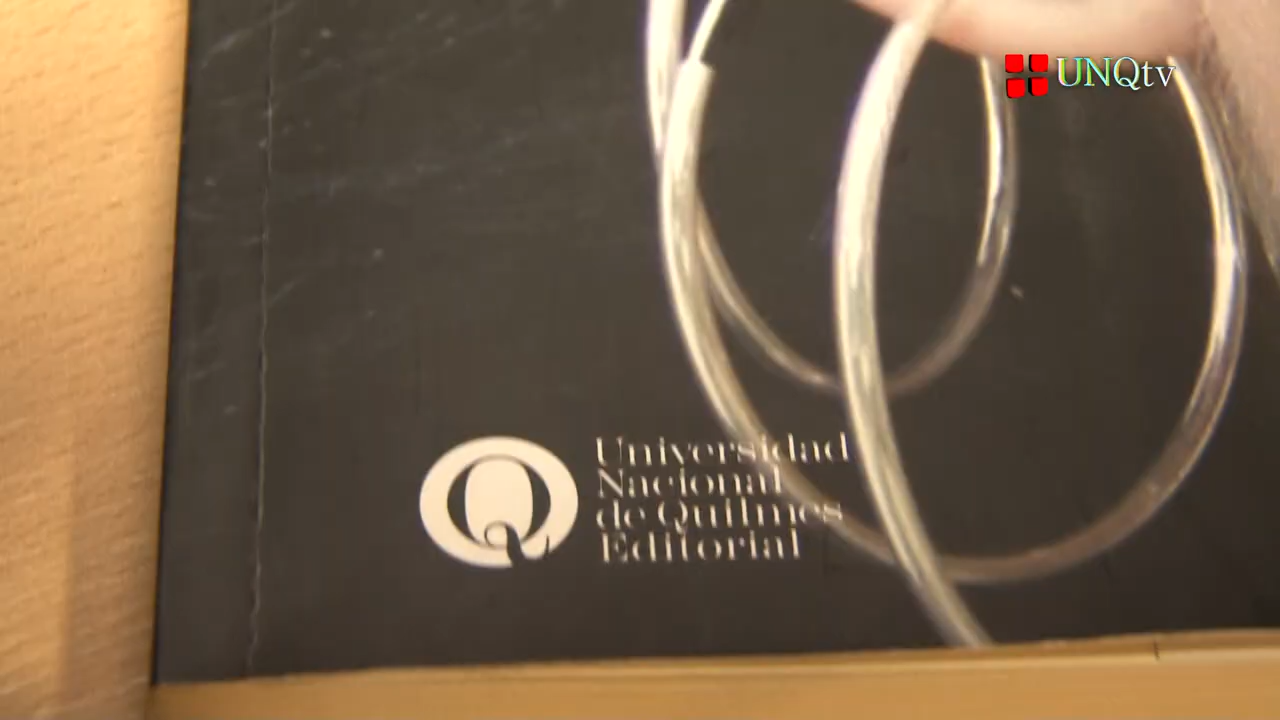 UNQtv
Universidad
Nacional
de Quilmes
Editorial